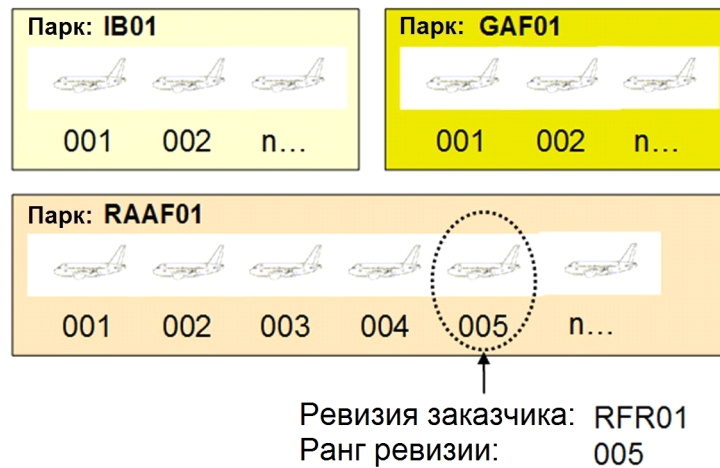 Парк: IB01
001 002 n...
Парк: GAF01
001 002 n...
Парк: RAAF01
001 002 003 004 005 n...
Ревизия заказчика: RFR01
Ранг ревизии: 005